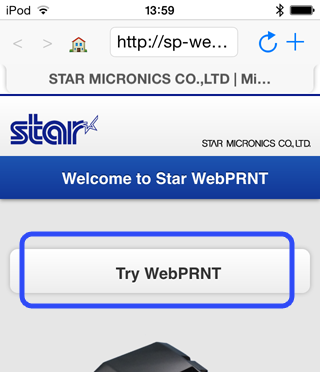 iPod 13:59
http://sp-we...
STAR MICRONICS CO.,LTD | Mi...
star
STAR MICRONICS CO., LTD.
Welcome to Star WebPRNT
Try WebPRNT